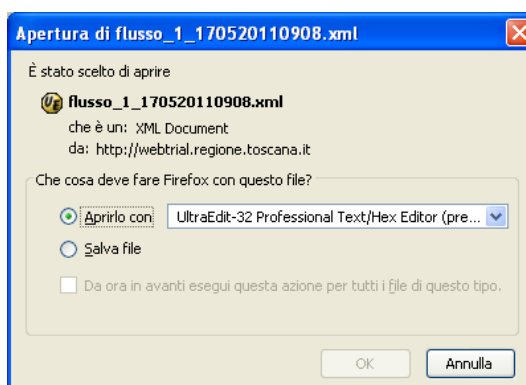 Apertura di flusso_1_170520110908.xml
È stato scelto di aprire
flusso_1_170520110908.xml
che è un: XML Document
da: http://webtrial.regione.toscana.it
Che cosa deve fare Firefox con questo file?
Aprirlo con UltraEdit-32 Professional Text/Hex Editor (pre...
Salva file
Da ora in avanti esegui questa azione per tutti i file di questo tipo.
OK Annulla